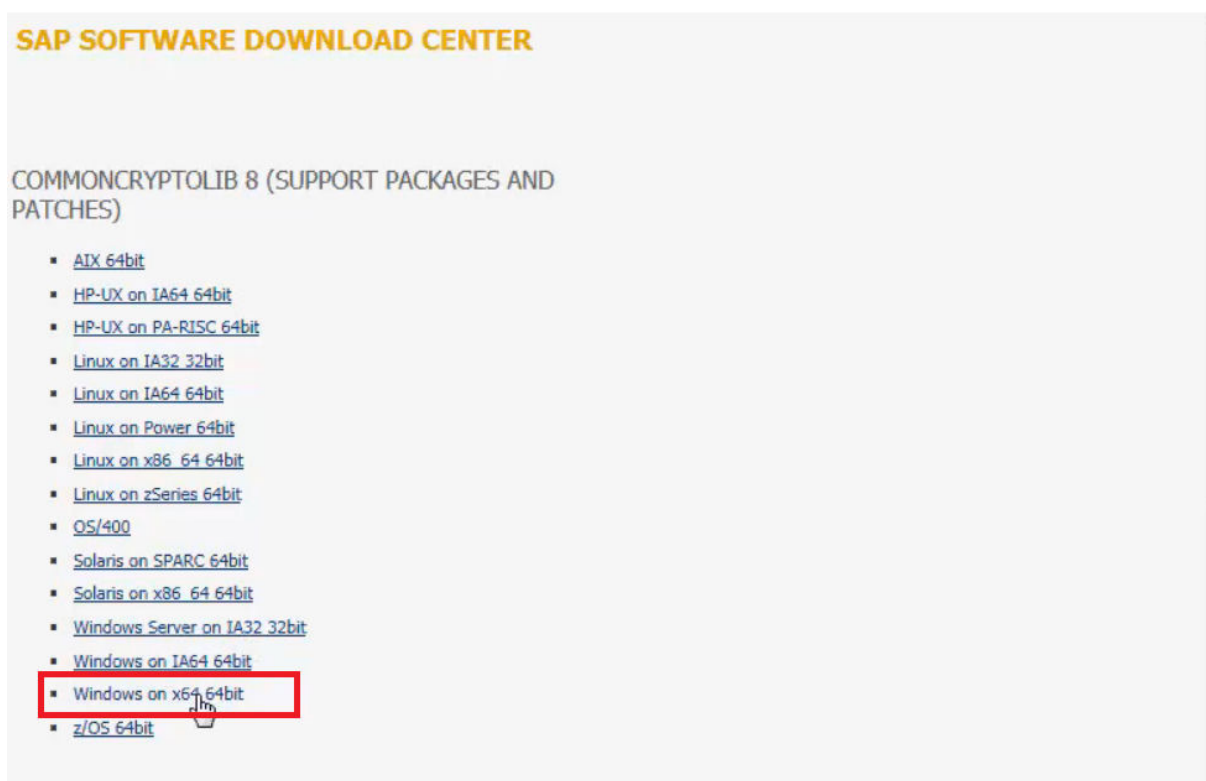 SAP SOFTWARE DOWNLOAD CENTER
COMMONCRYPTOLIB 8 (SUPPORT PACKAGES AND
PATCHES)
AIX 64bit
HP-UX on IA64 64bit
HP-UX on PA-RISC 64bit
Linux on IA32 32bit
Linux on IA64 64bit
Linux on Power 64bit
Linux on x86_64 64bit
Linux on zSeries 64bit
OS/400
Solaris on SPARC 64bit
Solaris on x86_64 64bit
Windows Server on IA32 32bit
Windows on IA64 64bit
Windows on x64 64bit
z/OS 64bit